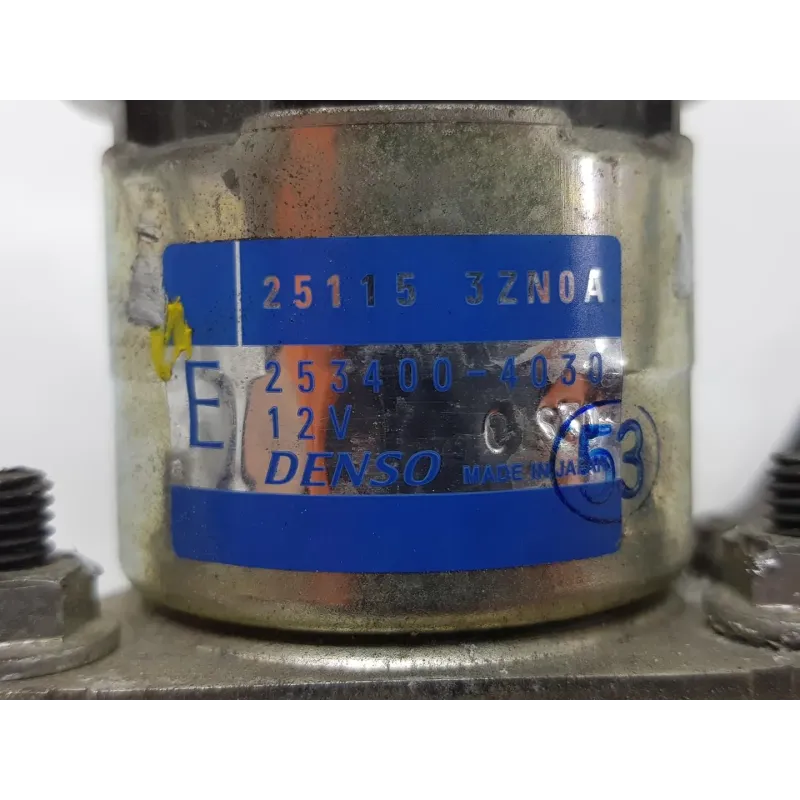 25115 3ZN0A
E 253400-4030
12V
DENSO MADE IN JAPAN
53